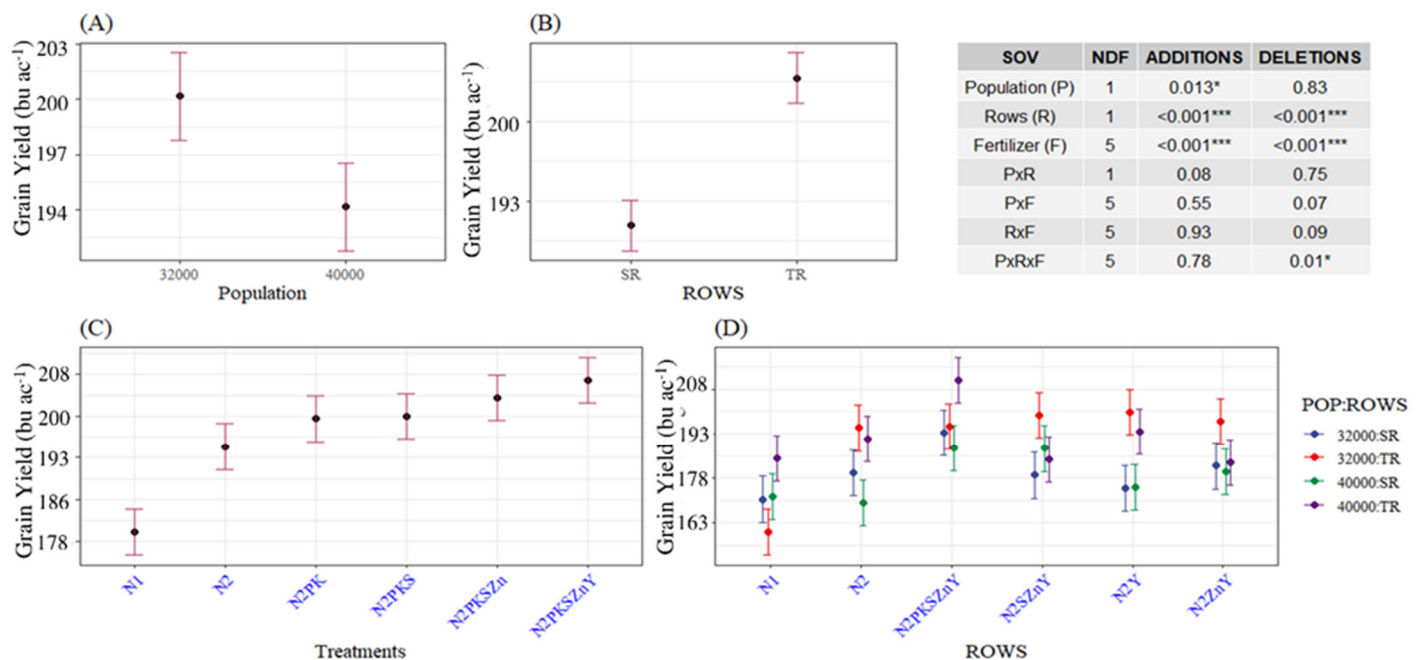 (A)
Grain Yield (bu ac-1)
203
200
197
194
32000
40000
Population
(B)
Grain Yield (bu ac-1)
200
193
SR
TR
ROWS
SOV NDF ADDITIONS DELETIONS
Population (P) 1 0.013* 0.83
Rows (R) 1 <0.001*** <0.001***
Fertilizer (F) 5 <0.001*** <0.001***
PxR 1 0.08 0.75
PxF 5 0.55 0.07
RxF 5 0.93 0.09
PxRxF 5 0.78 0.01*
(C)
Grain Yield (bu ac-1)
208
200
193
186
178
N1
N2
N2PK
N2PKS
N2PKSZn
N2PKSZnY
Treatments
(D)
Grain Yield (bu ac-1)
208
193
178
163
N1
N2
N2PKSZnY
N2SZnY
N2Y
N2ZnY
ROWS
POP:ROWS
32000:SR
32000:TR
40000:SR
40000:TR